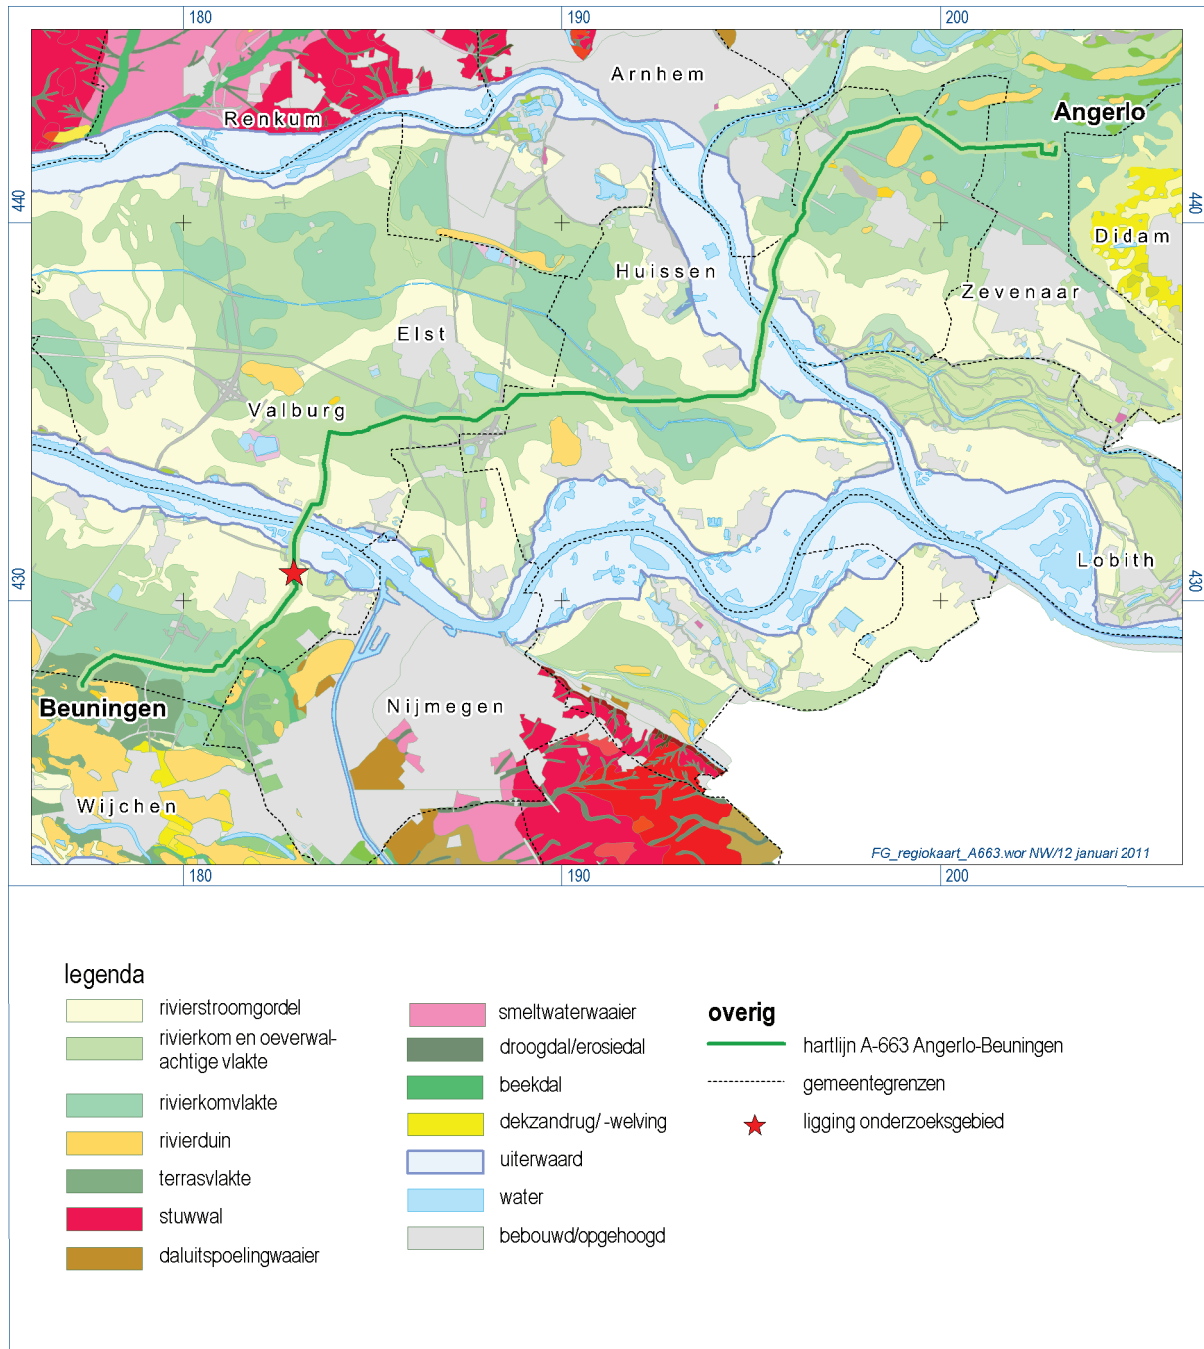 180 190 200
Arnhem
Renkum
Angerlo
440 440
Didam
Huissen
Zevenaar
Elst
Valburg
Lobith
430 430
Beuningen
Nijmegen
Wijchen
FG_regiokaart_A663.wor NW/12 januari 2011
180 190 200
legenda
rivierstroomgordel
rivierkom en oeverwal-
achtige vlakte
rivierkomvlakte
rivierduin
terrasvlakte
stuwwal
daluitspoelingwaaier
smeltwaterwaaier
droogdal/erosiedal
beekdal
dekzandrug/ -welving
uiterwaard
water
bebouwd/opgehoogd
overig
hartlijn A-663 Angerlo-Beuningen
gemeentegrenzen
ligging onderzoeksgebied